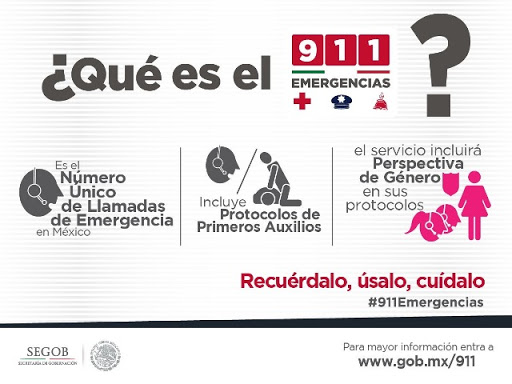 ¿Qué es el 911 ?
EMERGENCIAS
Es el
Número
Único
de Llamadas
de Emergencia
en México
Incluye
Protocolos de
Primeros Auxilios
el servicio incluirá
Perspectiva
de Género
en sus
protocolos
Recuérdalo, úsalo, cuídalo
#911Emergencias
SEGOB
SECRETARÍA DE GOBERNACIÓN
Para mayor información entra a
www.gob.mx/911